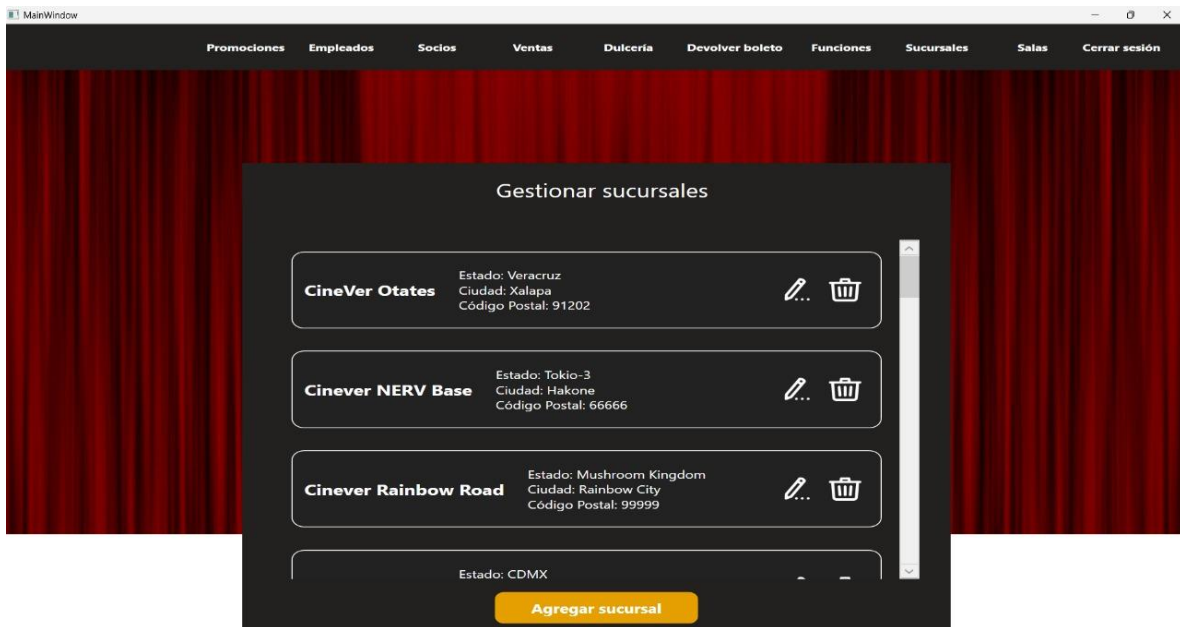 MainWindow
Promociones Empleados Socios Ventas Dulcería Devolver boleto Funciones Sucursales Salas Cerrar sesión
Gestionar sucursales
CineVer Otates
Estado: Veracruz
Ciudad: Xalapa
Código Postal: 91202
Cinever NERV Base
Estado: Tokio-3
Ciudad: Hakone
Código Postal: 66666
Cinever Rainbow Road
Estado: Mushroom Kingdom
Ciudad: Rainbow City
Código Postal: 99999
Estado: CDMX
Agregar sucursal